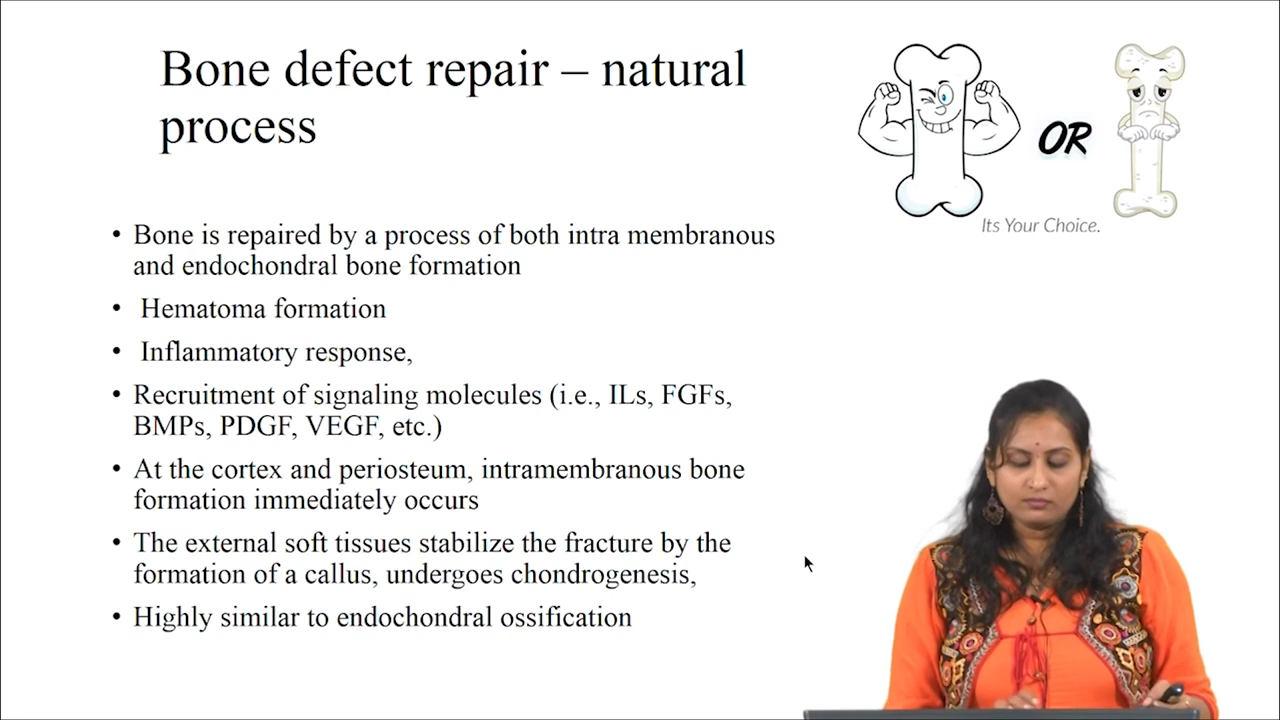 Bone defect repair – natural
process
OR
Its Your Choice.
• Bone is repaired by a process of both intra membranous
and endochondral bone formation
• Hematoma formation
• Inflammatory response,
• Recruitment of signaling molecules (i.e., ILs, FGFs,
BMPs, PDGF, VEGF, etc.)
• At the cortex and periosteum, intramembranous bone
formation immediately occurs
• The external soft tissues stabilize the fracture by the
formation of a callus, undergoes chondrogenesis,
• Highly similar to endochondral ossification